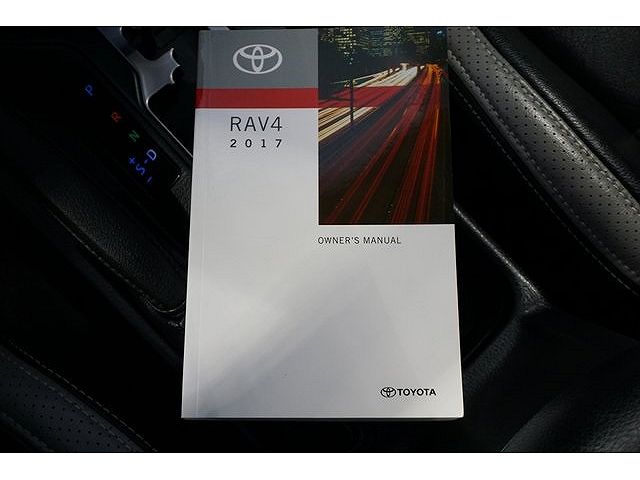 RAV4
2017
OWNER'S MANUAL
TOYOTA
P
R
N
D
+ S -